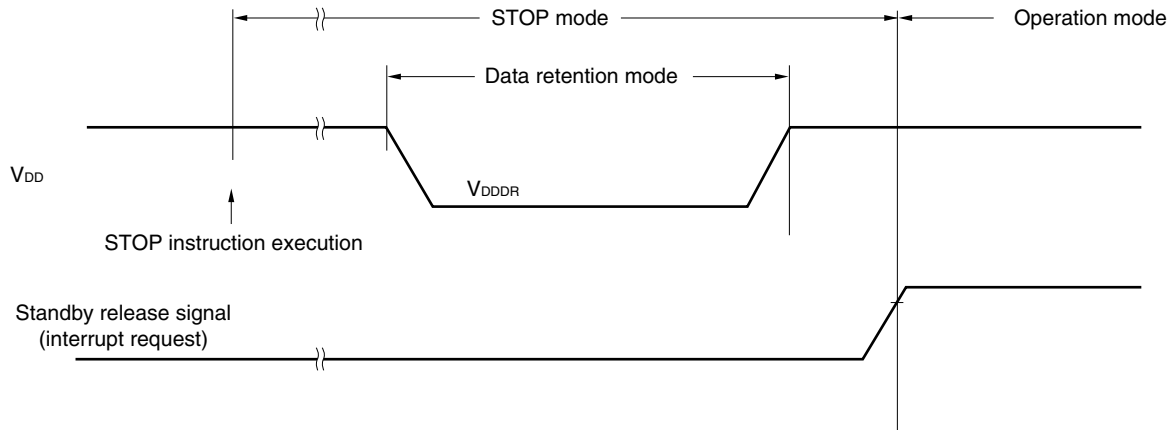 STOP mode
Operation mode
Data retention mode
VDD
VDDDR
STOP instruction execution
Standby release signal
(interrupt request)